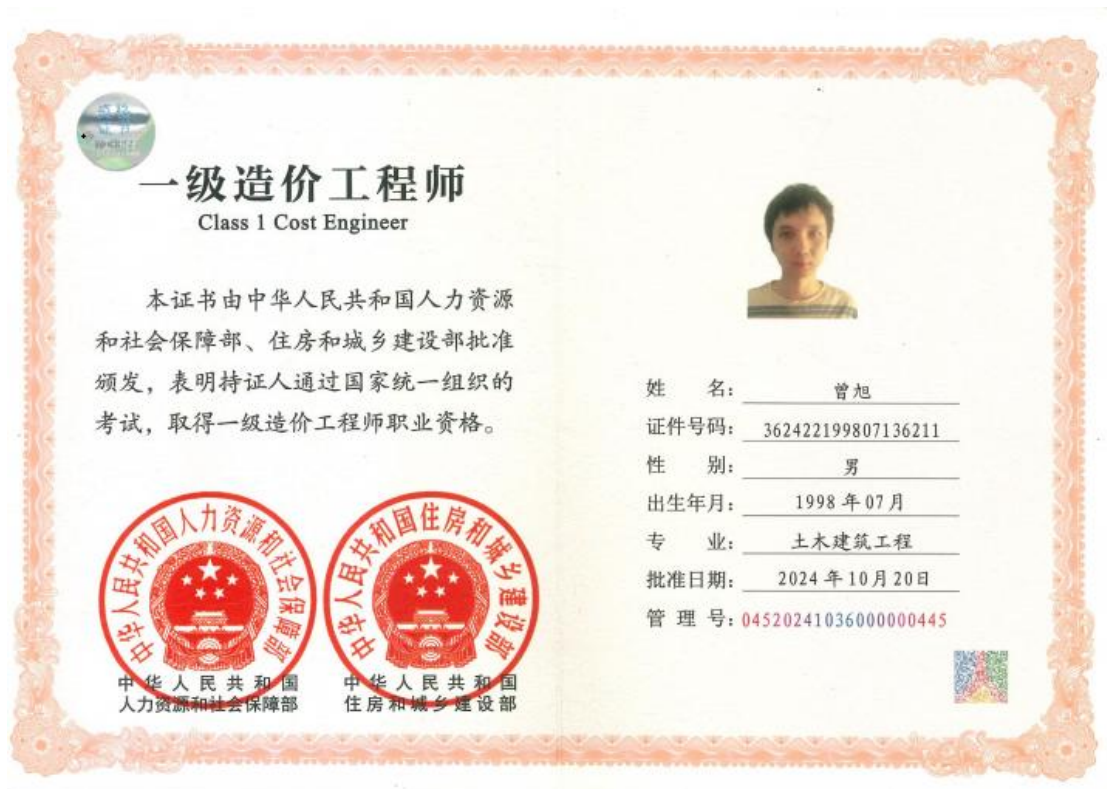 一级造价工程师
Class 1 Cost Engineer
本证书由中华人民共和国人力资源
和社会保障部、住房和城乡建设部批准
颁发，表明持证人通过国家统一组织的
考试，取得一级造价工程师职业资格。
中华人民共和国人力资源和社会保障部
中华人民共和国住房和城乡建设部
中华人民共和国
人力资源和社会保障部
中华人民共和国
住房和城乡建设部
姓 名：曾旭
证件号码：362422199807136211
性 别：男
出生年月：1998年07月
专 业：土木建筑工程
批准日期：2024年10月20日
管 理 号：04520241036000000445